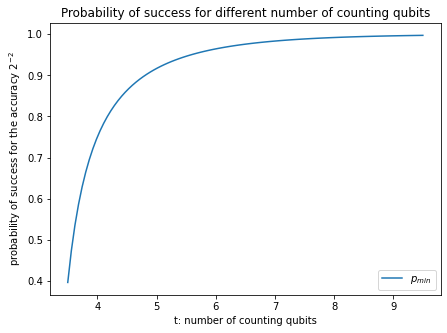 Probability of success for different number of counting qubits
probability of success for the accuracy 2⁻²
1.0
0.9
0.8
0.7
0.6
0.5
0.4
4 5 6 7 8 9
t: number of counting qubits
p_min